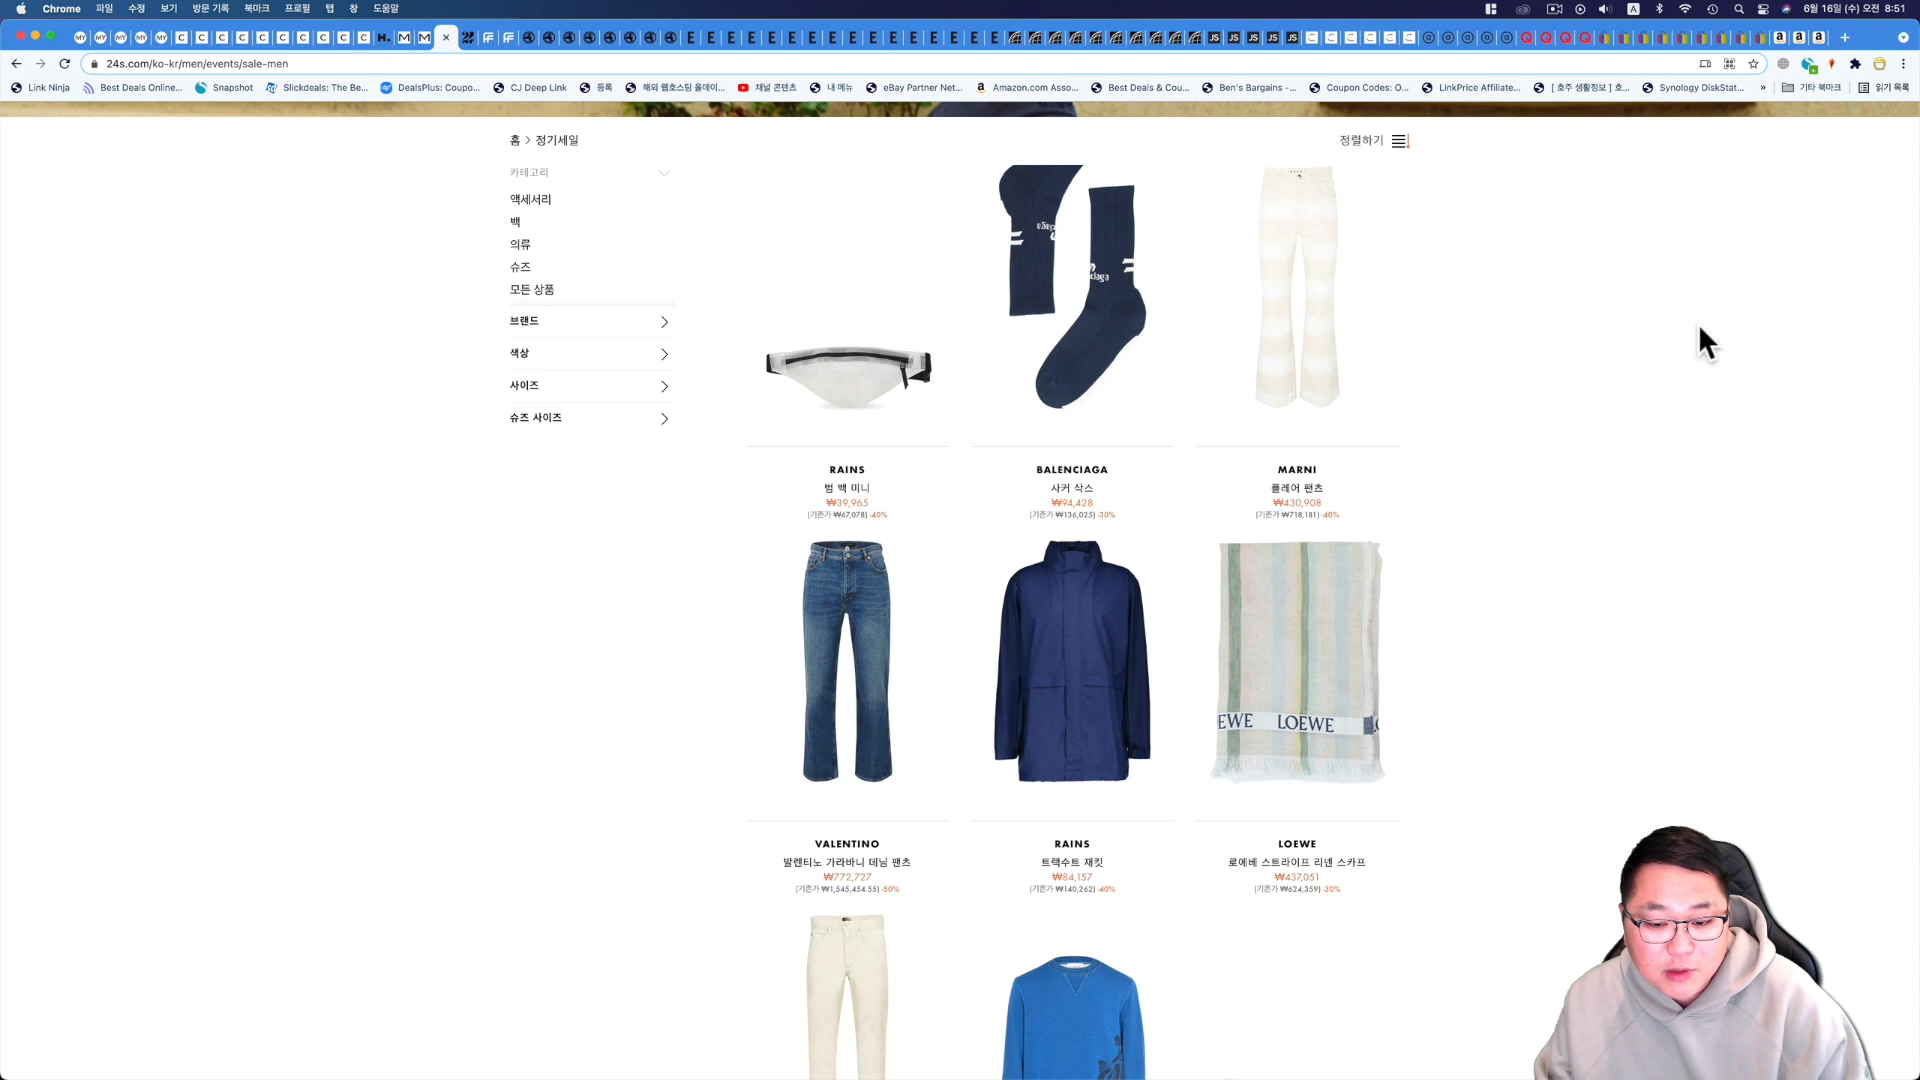 Chrome 파일 수정 보기 방문 기록 북마크 프로필 탭 창 도움말
6월 16일 (수) 오전 8:51
24s.com/ko-kr/men/events/sale-men
Link Ninja Best Deals Online... Snapshot Slickdeals: The Be... DealsPlus: Coupo... CJ Deep Link 등록 해외 웹호스팅 올데이... 채널 콘텐츠 내 메뉴 eBay Partner Net... Amazon.com Asso... Best Deals & Cou... Ben's Bargains -... Coupon Codes: O... LinkPrice Affiliate... [ 호주 생활정보 ] 호... Synology DiskStat... » 기타 북마크 읽기 목록
홈 > 정기세일
정렬하기
카테고리
액세서리
백
의류
슈즈
모든 상품
브랜드
색상
사이즈
슈즈 사이즈
RAINS
범 백 미니
₩39,965
(기존가 ₩67,078) -40%
BALENCIAGA
사커 삭스
₩94,428
(기존가 ₩136,025) -30%
MARNI
플레어 팬츠
₩430,908
(기존가 ₩718,181) -40%
EWE LOEWE
VALENTINO
발렌티노 가라바니 데님 팬츠
₩772,727
(기존가 ₩1,545,454.55) -50%
RAINS
트랙수트 재킷
₩84,157
(기존가 ₩140,262) -40%
LOEWE
로에베 스트라이프 리넨 스카프
₩437,051
(기존가 ₩624,359) -30%